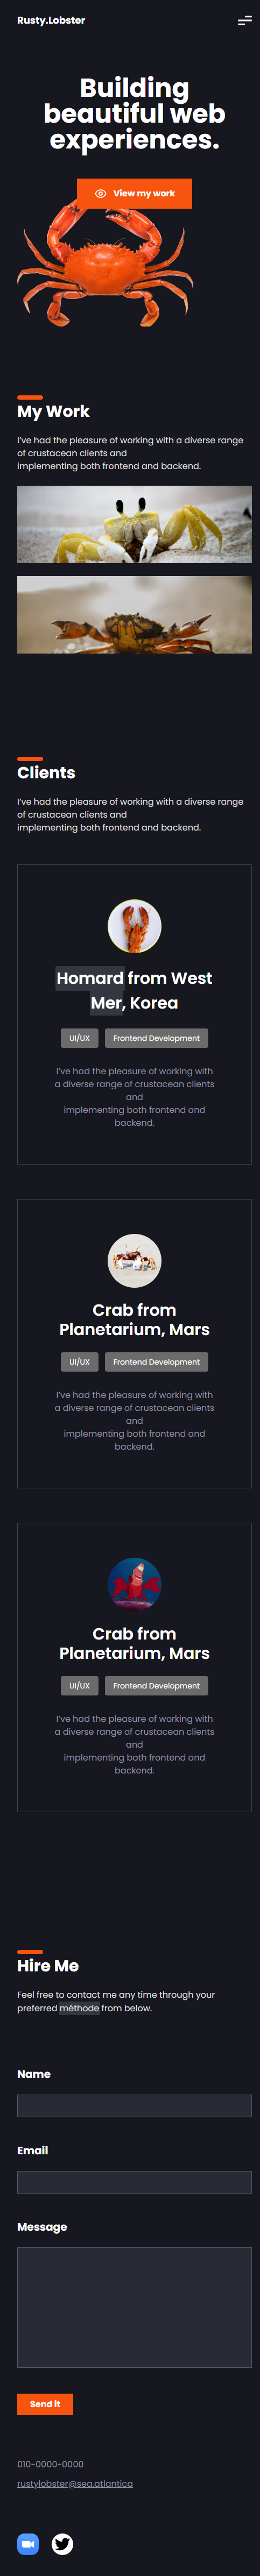 Rusty.Lobster
Building
beautiful web
experiences.
View my work
My Work
I've had the pleasure of working with a diverse range
of crustacean clients and
implementing both frontend and backend.
Clients
I've had the pleasure of working with a diverse range
of crustacean clients and
implementing both frontend and backend.
Homard from West
Mer, Korea
UI/UX
Frontend Development
I've had the pleasure of working with
a diverse range of crustacean clients
and
implementing both frontend and
backend.
Crab from
Planetarium, Mars
UI/UX
Frontend Development
I've had the pleasure of working with
a diverse range of crustacean clients
and
implementing both frontend and
backend.
Crab from
Planetarium, Mars
UI/UX
Frontend Development
I've had the pleasure of working with
a diverse range of crustacean clients
and
implementing both frontend and
backend.
Hire Me
Feel free to contact me any time through your
preferred méthode from below.
Name
Email
Message
Send it
010-0000-0000
rustylobster@sea.atlantica